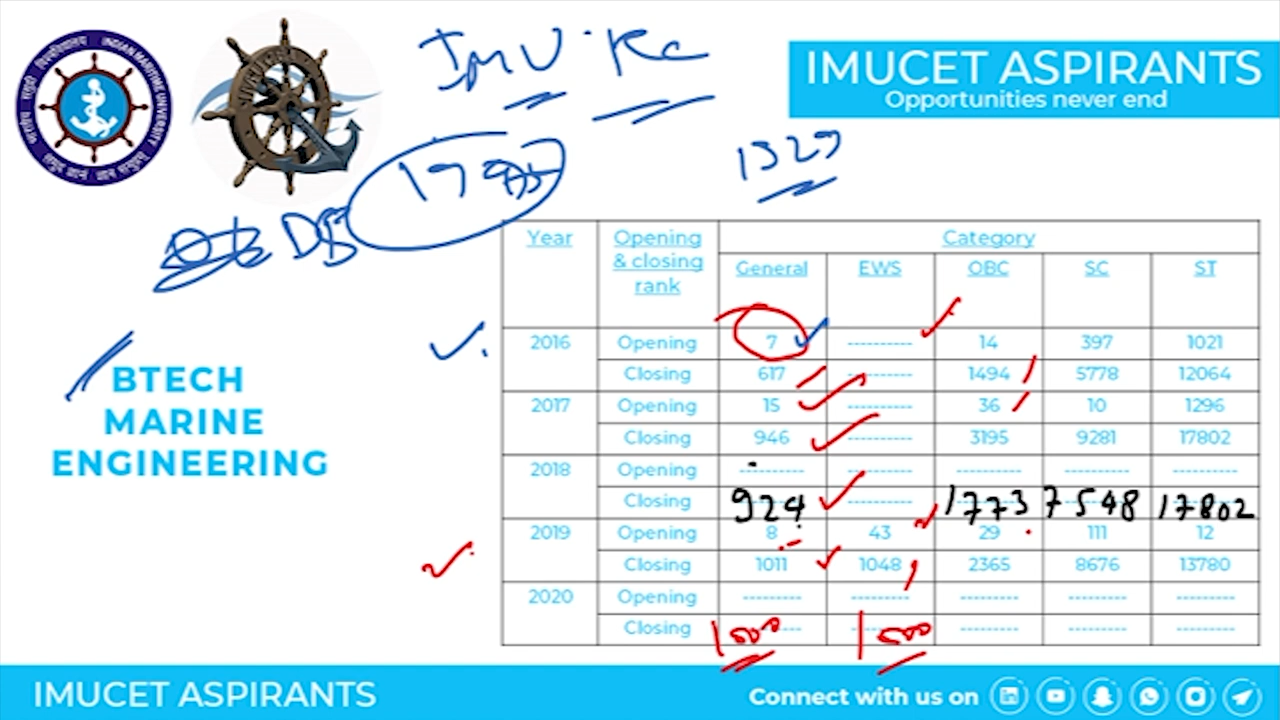 IMU
IMUCET ASPIRANTS
Opportunities never end
INDIAN MARITIME UNIVERSITY
1329
Year Opening & closing rank Category
General EWS OBC SC ST
2016 Opening 7 ---------- 14 397 1021
Closing 617 ---------- 1494 5778 12064
2017 Opening 15 ---------- 36 10 1296
Closing 946 ---------- 3195 9281 17802
2018 Opening ---------- ---------- ---------- ---------- ----------
Closing 924 ---------- 1773 7548 17802
2019 Opening 8 43 29 111 12
Closing 1011 1048 2365 8676 13780
2020 Opening ---------- ---------- ---------- ---------- ----------
Closing 1500 1500 ---------- ---------- ----------
BTECH
MARINE
ENGINEERING
IMUCET ASPIRANTS
Connect with us on